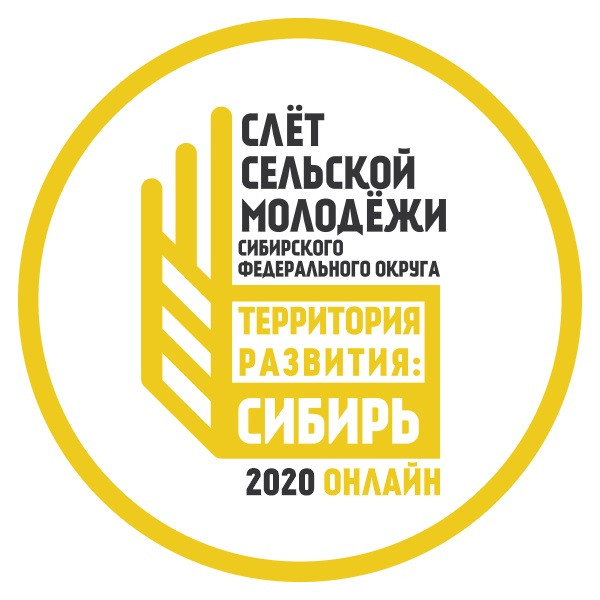 СЛЁТ
СЕЛЬСКОЙ
МОЛОДЁЖИ
СИБИРСКОГО
ФЕДЕРАЛЬНОГО ОКРУГА
ТЕРРИТОРИЯ
РАЗВИТИЯ:
СИБИРЬ
2020 ОНЛАЙН